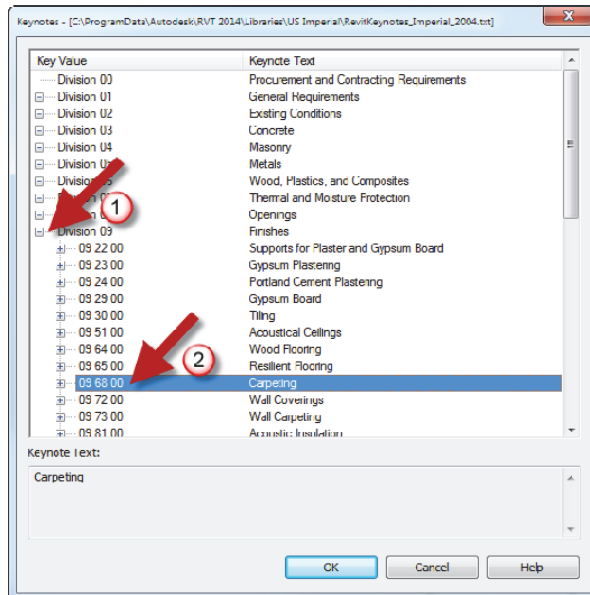 Keynotes - [C:\ProgramData\Autodesk\RVT 2014\Libraries\US Imperial\RevitKeynotes_Imperial_2004.txt]
Key Value Keynote Text
Division 00 Procurement and Contracting Requirements
Division 01 General Requirements
Division 02 Existing Conditions
Division 03 Concrete
Division 04 Masonry
Division Metals
Division Wood, Plastics, and Composites
Division Thermal and Moisture Protection
1
Openings
Division 09 Finishes
09 22 00 Supports for Plaster and Gypsum Board
09 23 00 Gypsum Plastering
09 24 00 Portland Cement Plastering
09 29 00 Gypsum Board
09 30 00 Tiling
09 51 00 Acoustical Ceilings
09 64 00 Wood Flooring
09 65 00 Resilient Flooring
2
09 68 00 Carpeting
09 72 00 Wall Coverings
09 73 00 Wall Carpeting
09 81 00 Acoustic Insulation
Keynote Text:
Carpeting
OK Cancel Help